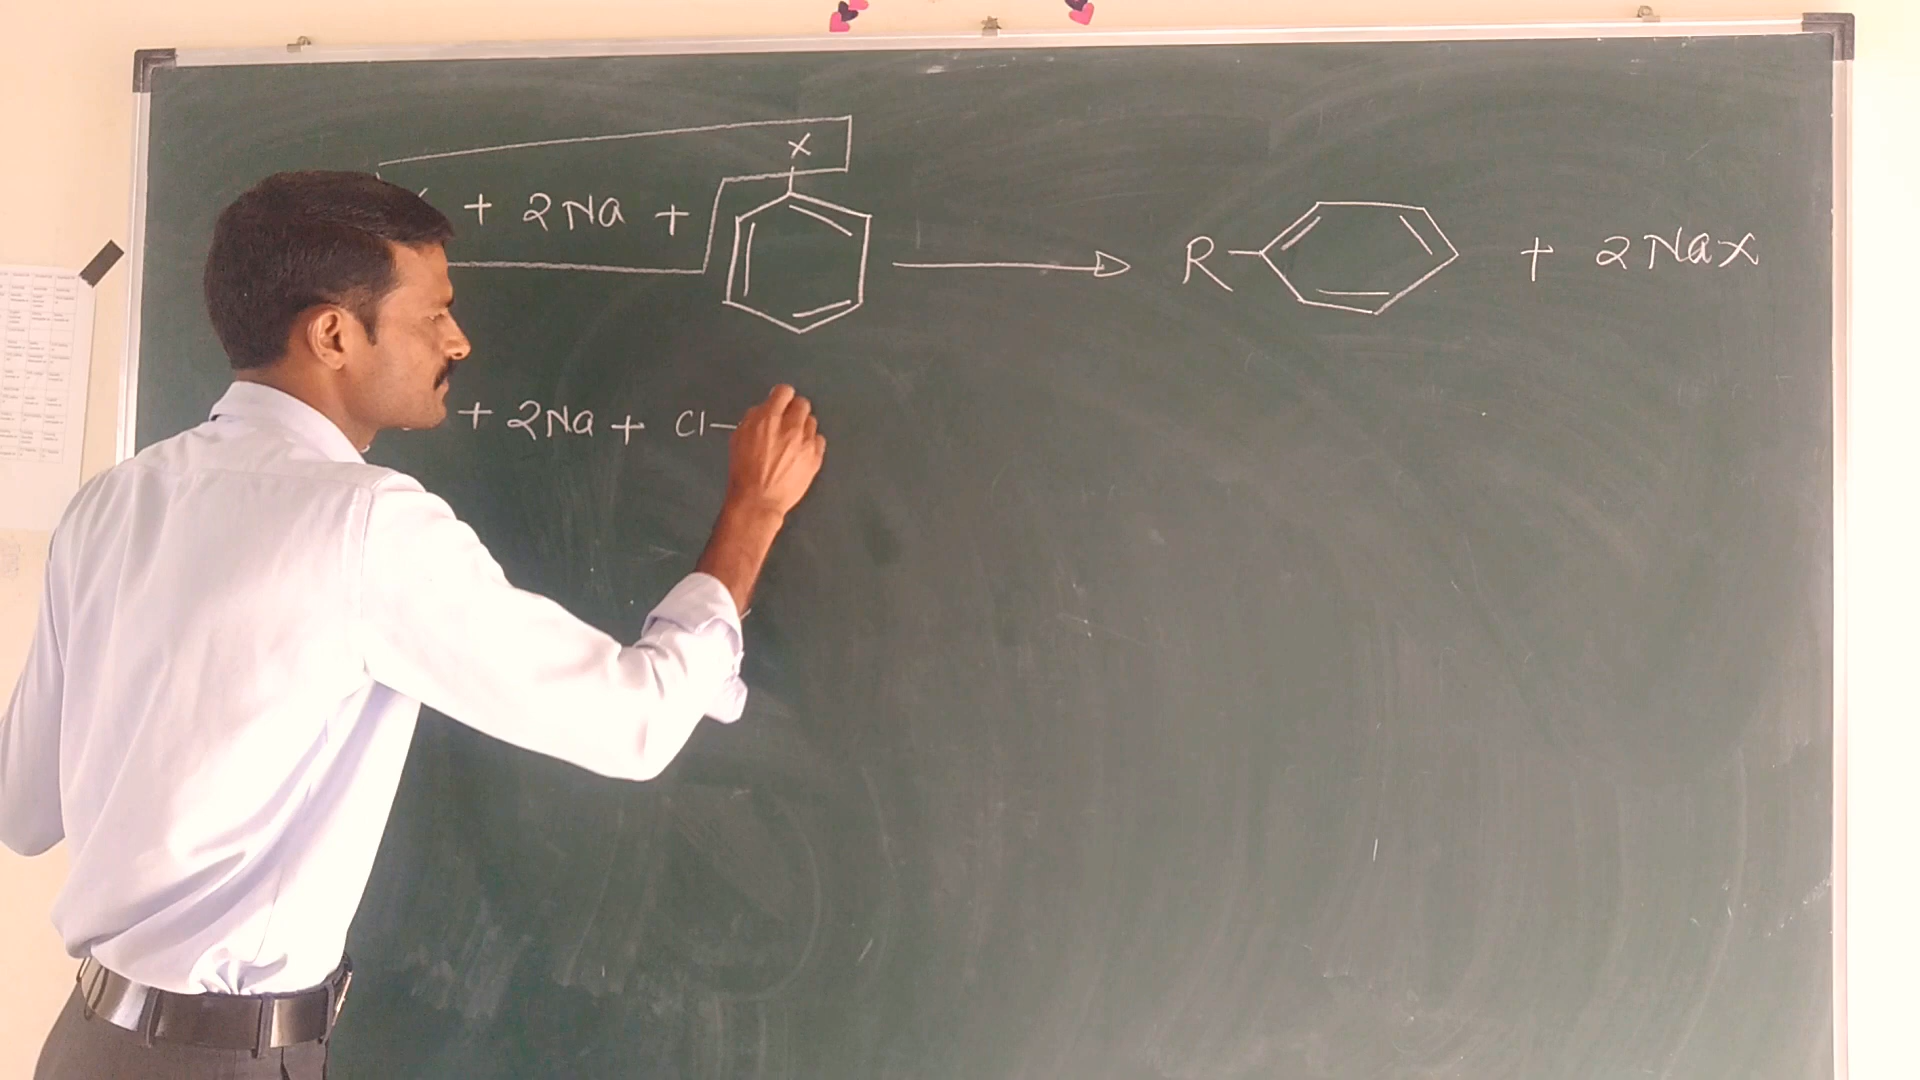 X
+ 2Na +
R- + 2NaX
+ 2Na + Cl-